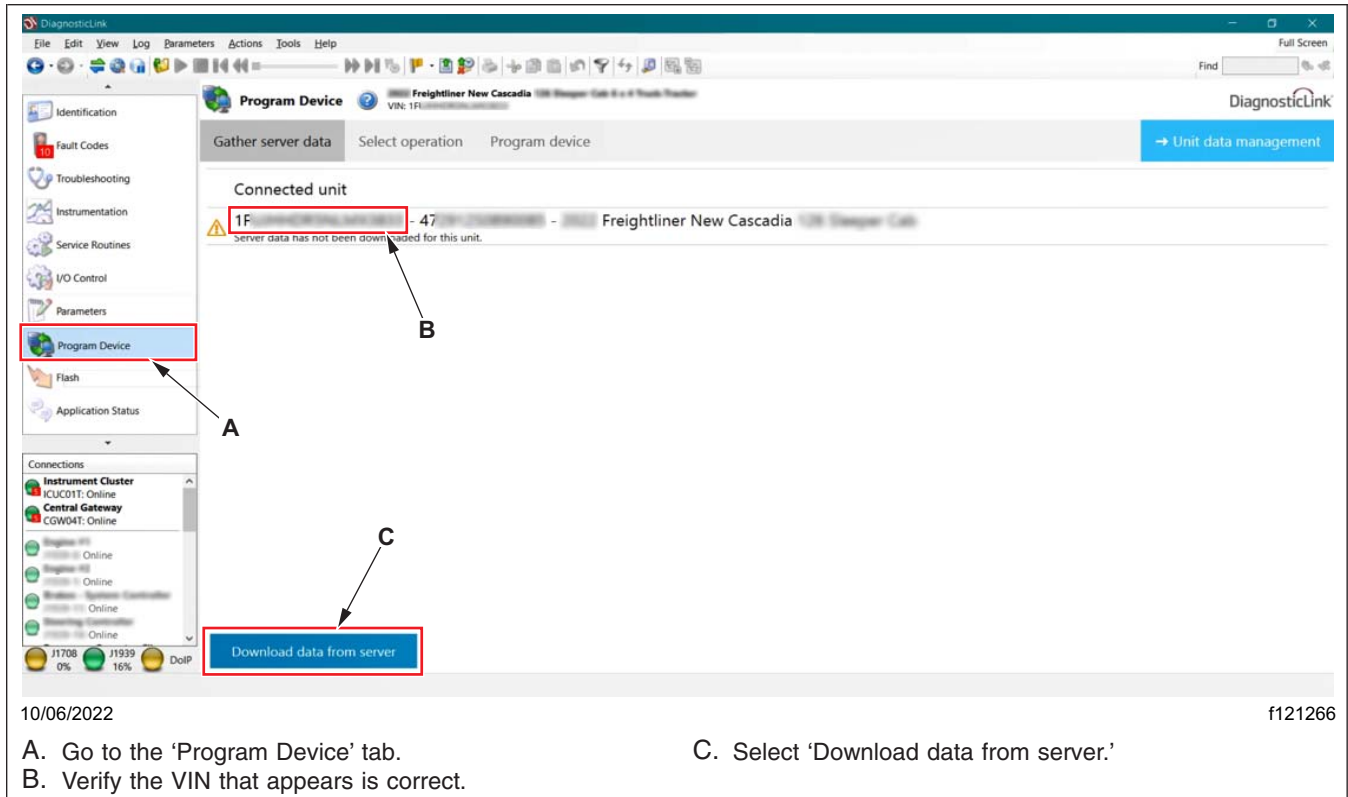 DiagnosticLink
File Edit View Log Parameters Actions Tools Help
Full Screen
Find
Program Device
Freightliner New Cascadia
VIN: 1F
DiagnosticLink
Identification
Fault Codes
10
Troubleshooting
Instrumentation
Service Routines
I/O Control
Parameters
Program Device
Flash
Application Status
Gather server data Select operation Program device
→ Unit data management
Connected unit
1F - 47 - Freightliner New Cascadia
Server data has not been downloaded for this unit.
B
A
C
Connections
Instrument Cluster
ICUC01T: Online
Central Gateway
CGW04T: Online
Online
Online
Online
Online
J1708 J1939 DoIP
0% 16%
Download data from server
10/06/2022
f121266
A. Go to the ‘Program Device’ tab.
B. Verify the VIN that appears is correct.
C. Select ‘Download data from server.’